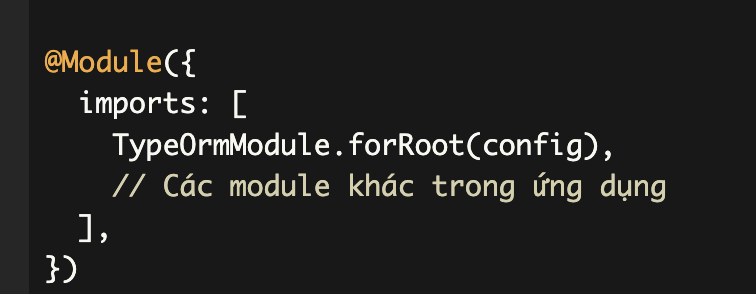 @Module({
  imports: [
    TypeOrmModule.forRoot(config),
    // Các module khác trong ứng dụng
  ],
})